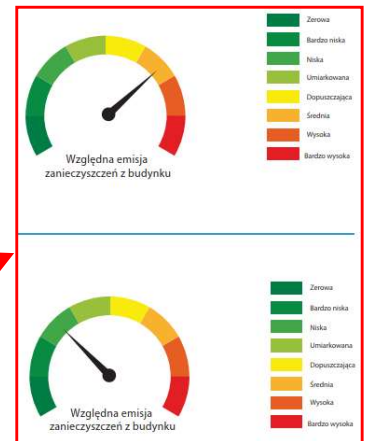 Zerowa
Bardzo niska
Niska
Umiarkowana
Dopuszczająca
Średnia
Wysoka
Bardzo wysoka
Względna emisja
zanieczyszczeń z budynku
Zerowa
Bardzo niska
Niska
Umiarkowana
Dopuszczająca
Średnia
Wysoka
Bardzo wysoka
Względna emisja
zanieczyszczeń z budynku